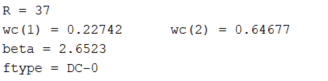 R = 37
wc(1) = 0.22742 wc(2) = 0.64677
beta = 2.6523
ftype = DC-0